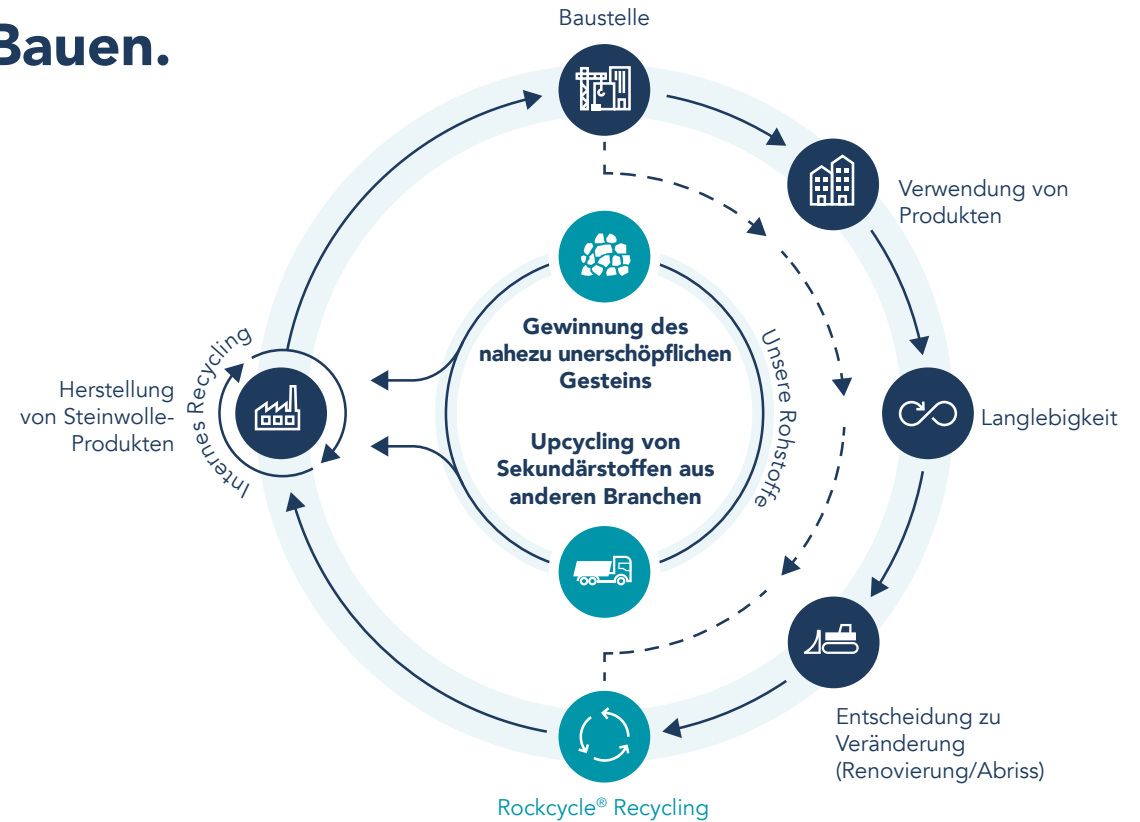 Bauen.
Baustelle
Verwendung von
Produkten
Gewinnung des
nahezu unerschöpflichen
Gesteins
Unsere Rohstoffe
Internes Recycling
Herstellung
von Steinwolle-
Produkten
Langlebigkeit
Upcycling von
Sekundärstoffen aus
anderen Branchen
Entscheidung zu
Veränderung
(Renovierung/Abriss)
Rockcycle® Recycling